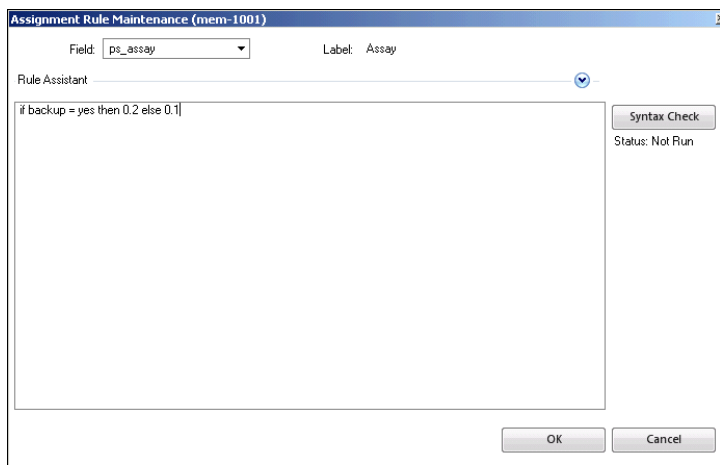 Assignment Rule Maintenance (mem-1001)
Field: ps_assay Label: Assay
Rule Assistant
if backup = yes then 0.2 else 0.1
Syntax Check
Status: Not Run
OK Cancel